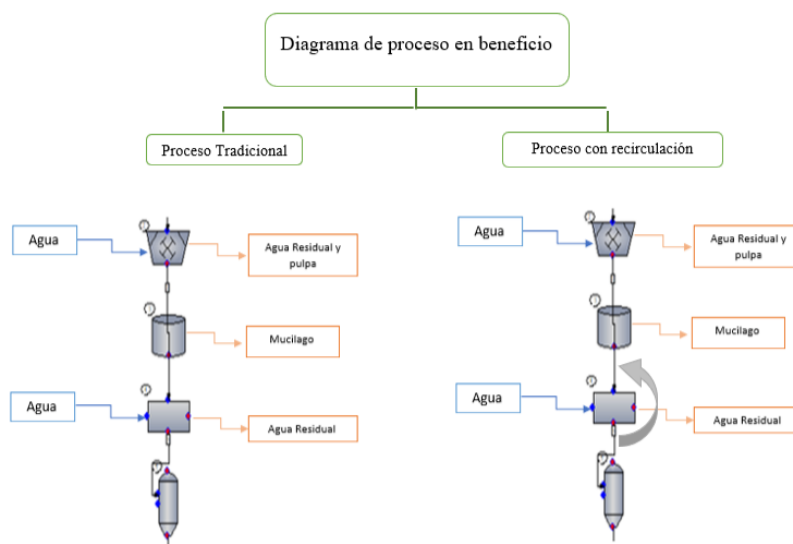 Diagrama de proceso en beneficio
Proceso Tradicional
Proceso con recirculación
Agua
Agua Residual y
pulpa
Mucilago
Agua
Agua Residual
Agua
Agua Residual y
pulpa
Mucilago
Agua
Agua Residual